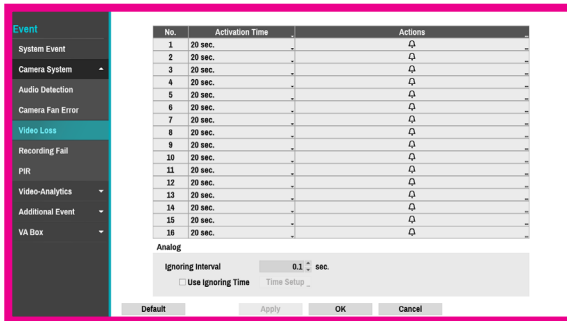 Event
System Event
Camera System
Audio Detection
Camera Fan Error
Video Loss
Recording Fail
PIR
Video-Analytics
Additional Event
VA Box
No. Activation Time Actions
1 20 sec.
2 20 sec.
3 20 sec.
4 20 sec.
5 20 sec.
6 20 sec.
7 20 sec.
8 20 sec.
9 20 sec.
10 20 sec.
11 20 sec.
12 20 sec.
13 20 sec.
14 20 sec.
15 20 sec.
16 20 sec.
Analog
Ignoring Interval 0.1 sec.
Use Ignoring Time Time Setup
Default Apply OK Cancel